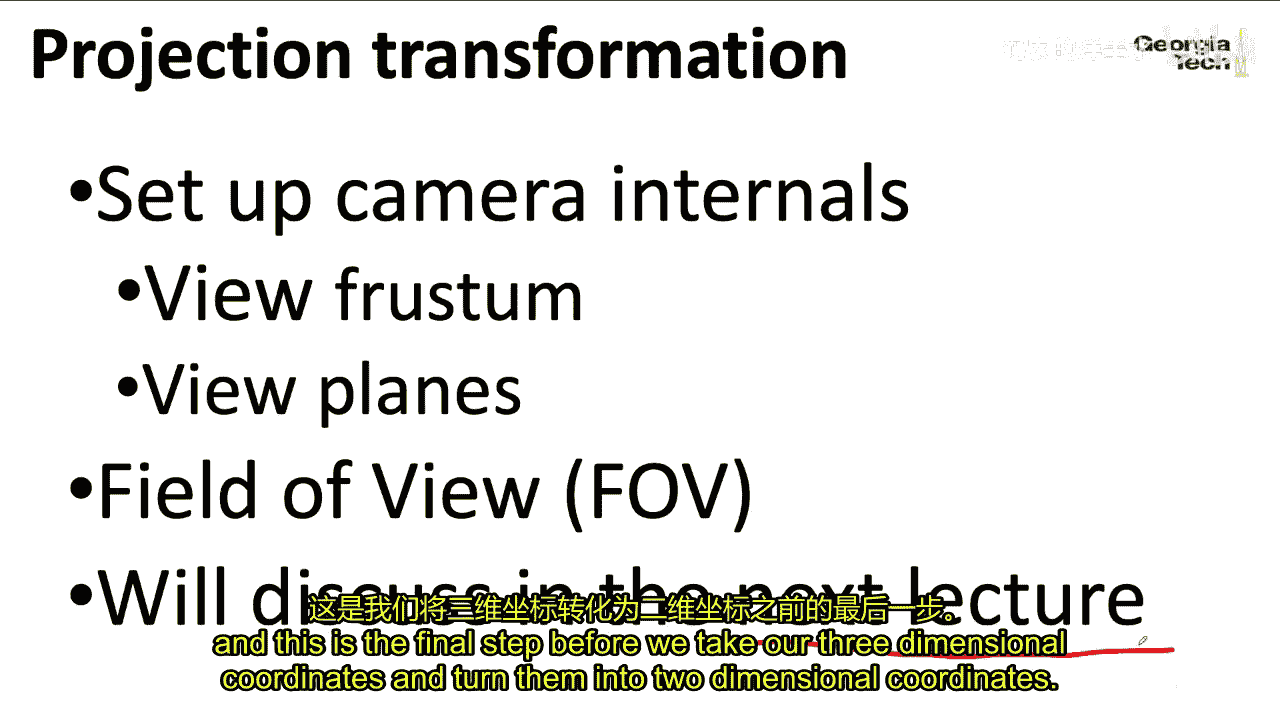 Projection transformation
Georgia
Tech
•Set up camera internals
•View frustum
•View planes
•Field of View (FOV)
•Will discuss in the next lecture
这是我们将三维坐标转化为二维坐标之前的最后一步。
and this is the final step before we take our three dimensional
coordinates and turn them into two dimensional coordinates.